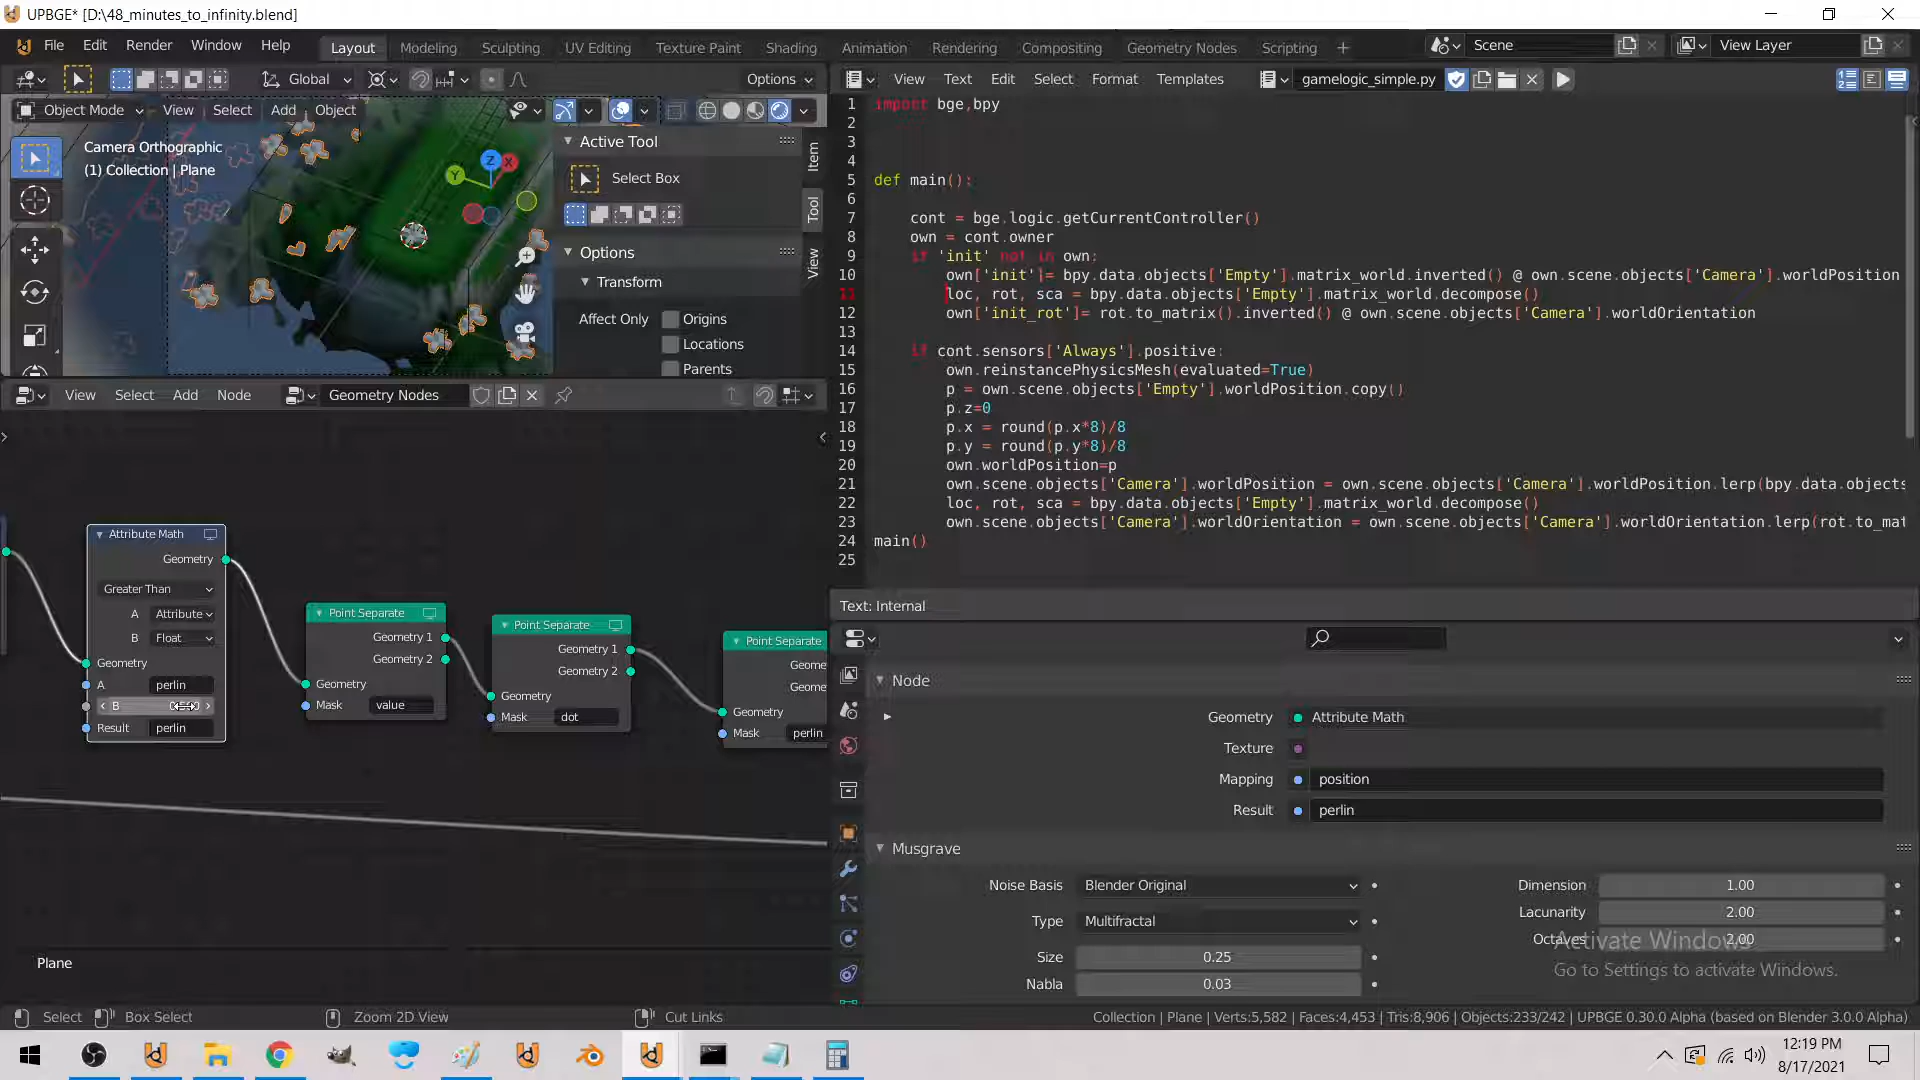 UPBGE* [D:\48_minutes_to_infinity.blend]
File Edit Render Window Help Layout Modeling Sculpting UV Editing Texture Paint Shading Animation Rendering Compositing Geometry Nodes Scripting + Scene View Layer
Global Options
View Text Edit Select Format Templates gamelogic_simple.py
Object Mode View Select Add Object
Camera Orthographic
(1) Collection | Plane
Z X Y
Active Tool
Select Box
Options
Transform
Affect Only Origins
Locations
Parents
Item
Tool
View
1 import bge,bpy
2
3
4
5 def main():
6
7 cont = bge.logic.getCurrentController()
8 own = cont.owner
9 if 'init' not in own:
10 own['init']= bpy.data.objects['Empty'].matrix_world.inverted() @ own.scene.objects['Camera'].worldPosition
11 loc, rot, sca = bpy.data.objects['Empty'].matrix_world.decompose()
12 own['init_rot']= rot.to_matrix().inverted() @ own.scene.objects['Camera'].worldOrientation
13
14 if cont.sensors['Always'].positive:
15 own.reinstancePhysicsMesh(evaluated=True)
16 p = own.scene.objects['Empty'].worldPosition.copy()
17 p.z=0
18 p.x = round(p.x*8)/8
19 p.y = round(p.y*8)/8
20 own.worldPosition=p
21 own.scene.objects['Camera'].worldPosition = own.scene.objects['Camera'].worldPosition.lerp(bpy.data.objects
22 loc, rot, sca = bpy.data.objects['Empty'].matrix_world.decompose()
23 own.scene.objects['Camera'].worldOrientation = own.scene.objects['Camera'].worldOrientation.lerp(rot.to_mat
24 main()
25
Text: Internal
View Select Add Node Geometry Nodes
Attribute Math
Geometry
Greater Than
A Attribute
B Float
Geometry
A perlin
B
Result perlin
Point Separate
Geometry 1
Geometry 2
Geometry
Mask value
Point Separate
Geometry 1
Geometry 2
Geometry
Mask dot
Point Separate
Geome
Geome
Geometry
Mask perlin
Plane
Node
Geometry Attribute Math
Texture
Mapping position
Result perlin
Musgrave
Noise Basis Blender Original
Type Multifractal
Size 0.25
Nabla 0.03
Dimension 1.00
Lacunarity 2.00
Octaves 2.00
Activate Windows
Go to Settings to activate Windows.
Select Box Select Zoom 2D View Cut Links
Collection | Plane | Verts:5,582 | Faces:4,453 | Tris:8,906 | Objects:233/242 | UPBGE 0.30.0 Alpha (based on Blender 3.0.0 Alpha)
12:19 PM
8/17/2021